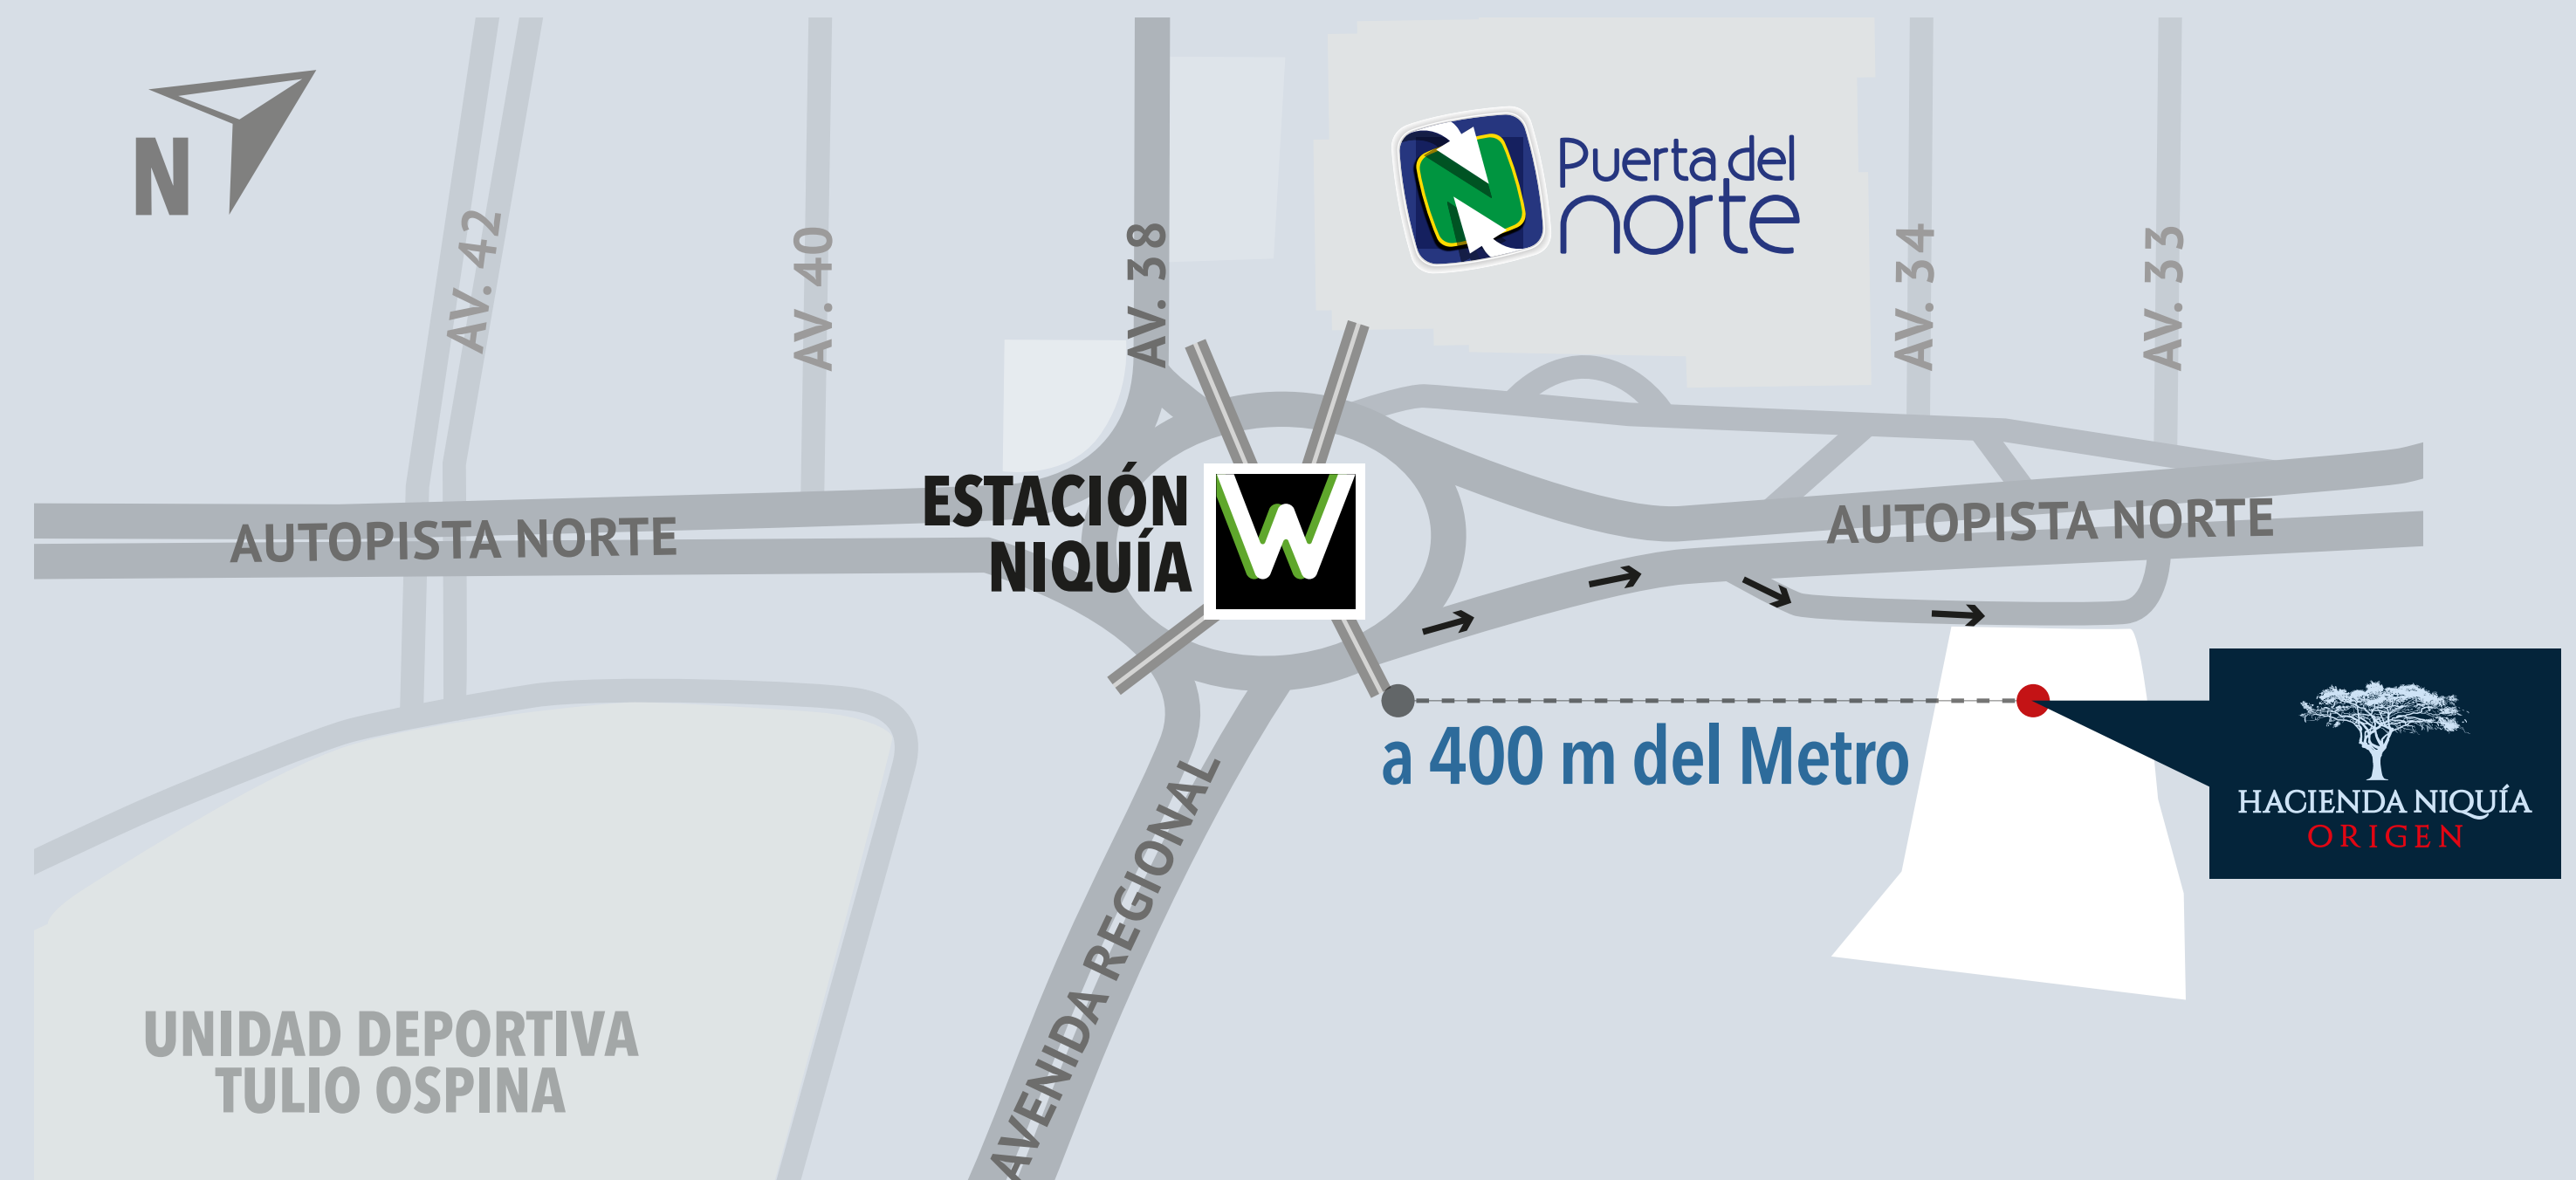 N
AV. 42
AV. 40
AV. 38
N
Puerta del
norte
AV. 34
AV. 33
AUTOPISTA NORTE
ESTACIÓN
NIQUÍA
AUTOPISTA NORTE
a 400 m del Metro
AVENIDA REGIONAL
HACIENDA NIQUÍA
ORIGEN
UNIDAD DEPORTIVA
TULIO OSPINA